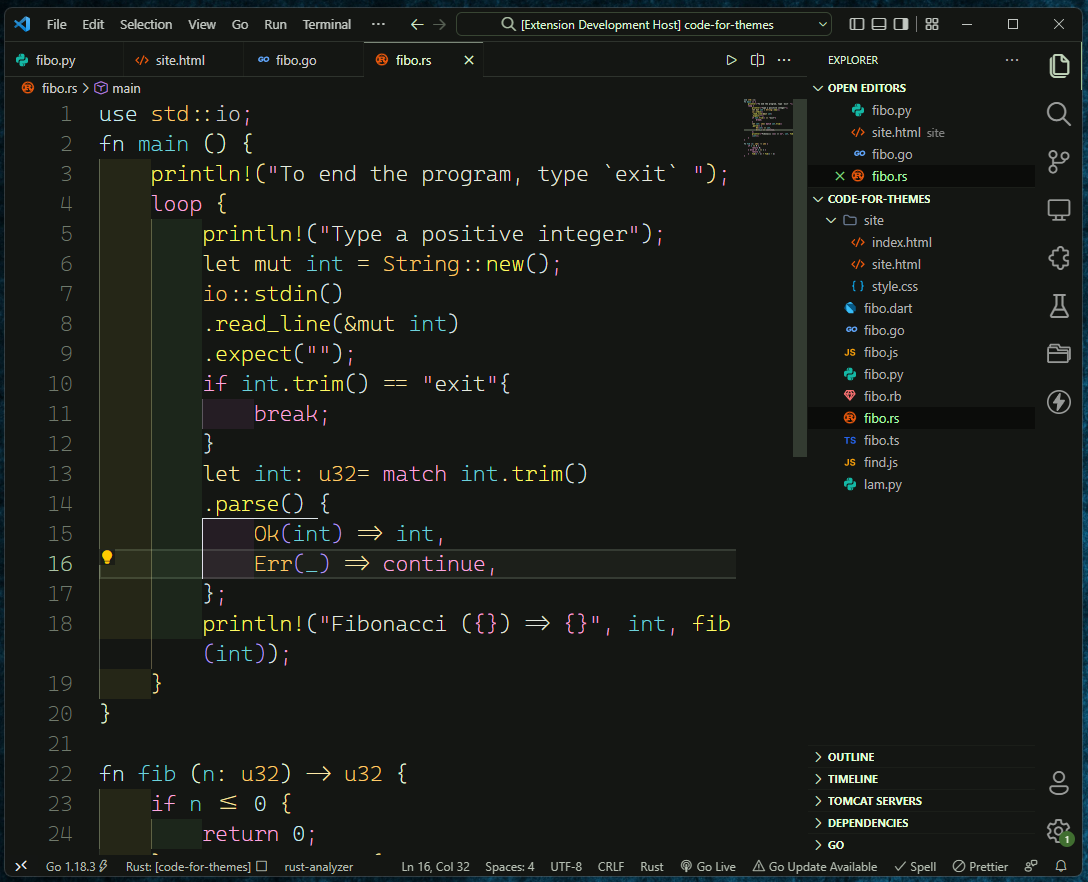 File Edit Selection View Go Run Terminal ··· [Extension Development Host] code-for-themes
fibo.py site.html fibo.go fibo.rs
fibo.rs > main
1 use std::io;
2 fn main () {
3 println!("To end the program, type `exit` ");
4 loop {
5 println!("Type a positive integer");
6 let mut int = String::new();
7 io::stdin()
8 .read_line(&mut int)
9 .expect("");
10 if int.trim() == "exit"{
11 break;
12 }
13 let int: u32= match int.trim()
14 .parse() {
15 Ok(int) => int,
16 Err(_) => continue,
17 };
18 println!("Fibonacci ({}) => {}", int, fib
(int));
19 }
20 }
21
22 fn fib (n: u32) -> u32 {
23 if n <= 0 {
24 return 0;
EXPLORER
OPEN EDITORS
fibo.py
site.html site
fibo.go
fibo.rs
CODE-FOR-THEMES
site
index.html
site.html
style.css
fibo.dart
fibo.go
JS fibo.js
fibo.py
fibo.rb
fibo.rs
TS fibo.ts
JS find.js
lam.py
OUTLINE
TIMELINE
TOMCAT SERVERS
DEPENDENCIES
GO
1
Go 1.18.3 Rust: [code-for-themes] rust-analyzer Ln 16, Col 32 Spaces: 4 UTF-8 CRLF Rust Go Live Go Update Available Spell Prettier